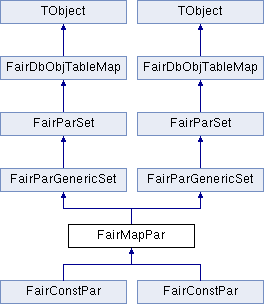 TObject TObject
FairDbObjTableMap FairDbObjTableMap
FairParSet FairParSet
FairParGenericSet FairParGenericSet
FairMapPar
FairConstPar FairConstPar